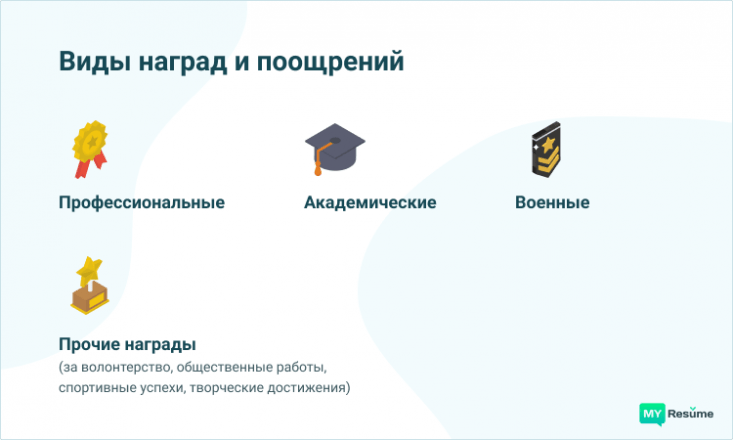 Виды наград и поощрений
Профессиональные
Академические
Военные
Прочие награды
(за волонтерство, общественные работы,
спортивные успехи, творческие достижения)
MY Resume